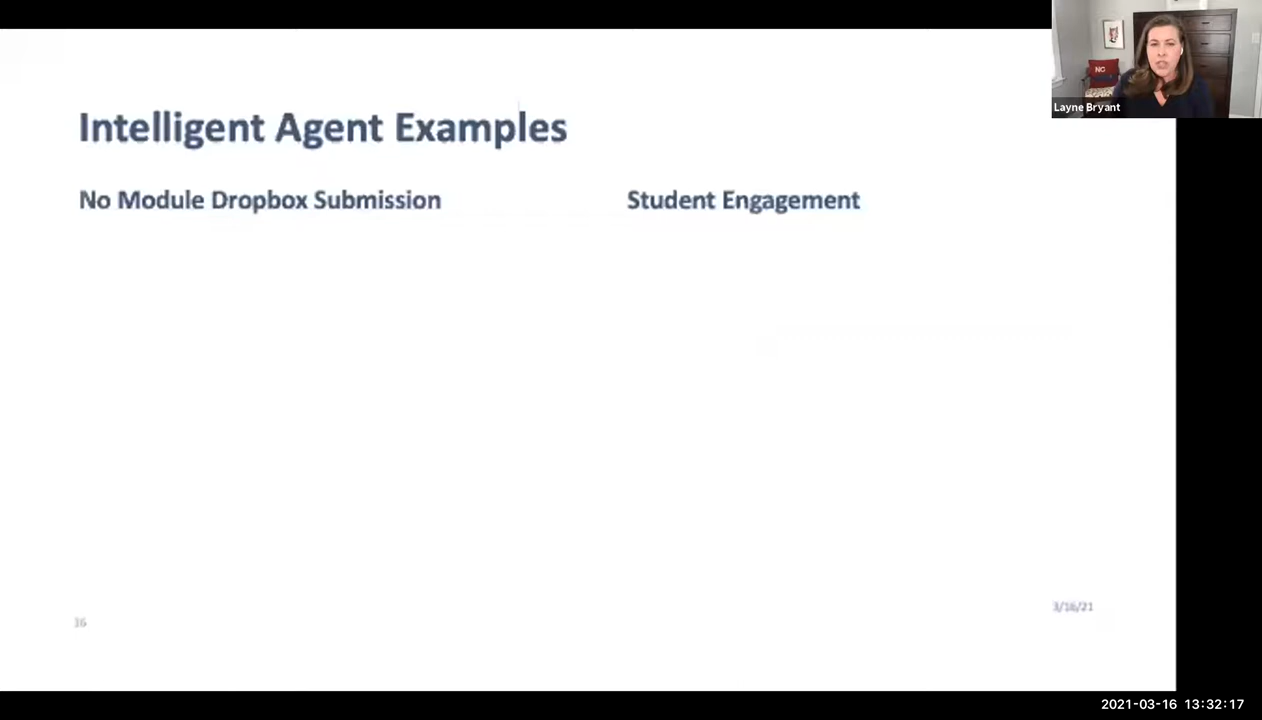 Intelligent Agent Examples
No Module Dropbox Submission
Student Engagement
NC
Layne Bryant
3/16/21
16
2021-03-16 13:32:17